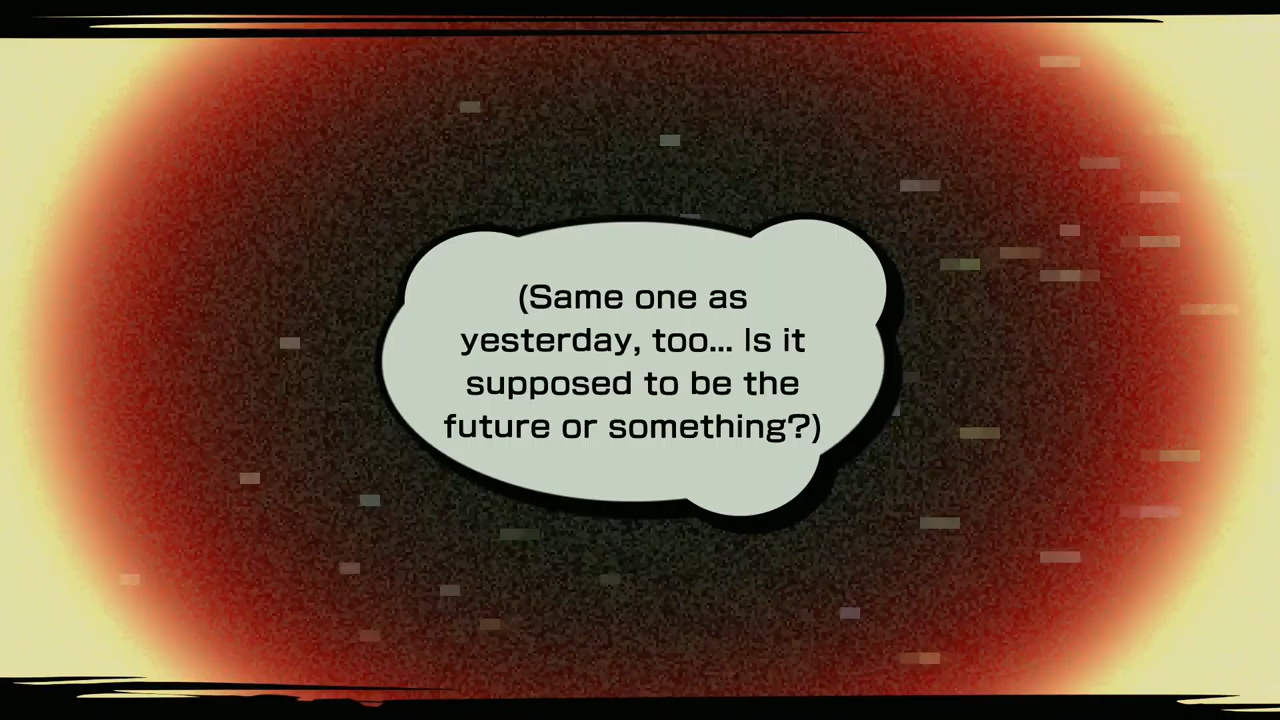 (Same one as
yesterday, too... Is it
supposed to be the
future or something?)